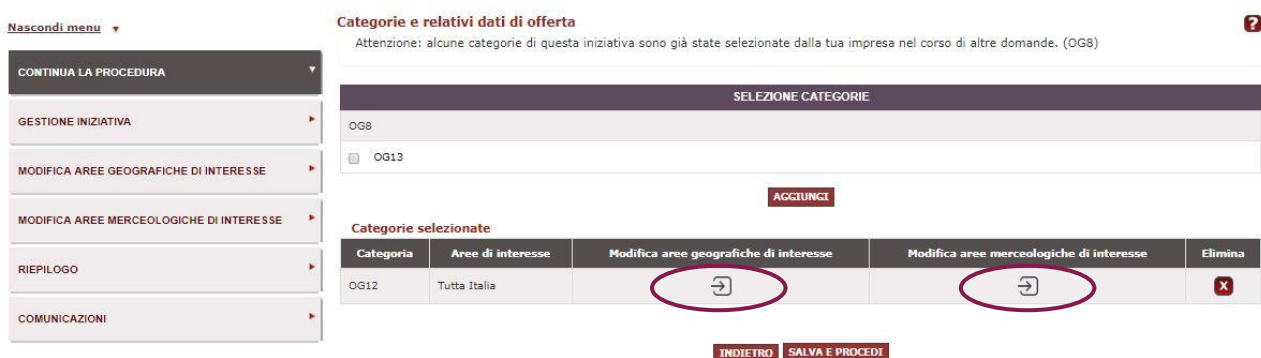 Nascondi menu
CONTINUA LA PROCEDURA
GESTIONE INIZIATIVA
MODIFICA AREE GEOGRAFICHE DI INTERESSE
MODIFICA AREE MERCEOLOGICHE DI INTERESSE
RIEPILOGO
COMUNICAZIONI
Categorie e relativi dati di offerta
?
Attenzione: alcune categorie di questa iniziativa sono già state selezionate dalla tua impresa nel corso di altre domande. (OG8)
SELEZIONE CATEGORIE
OG8
OG13
AGGIUNGI
Categorie selezionate
Categoria Aree di interesse Modifica aree geografiche di interesse Modifica aree merceologiche di interesse Elimina
OG12 Tutta Italia X
INDIETRO SALVA E PROCEDI